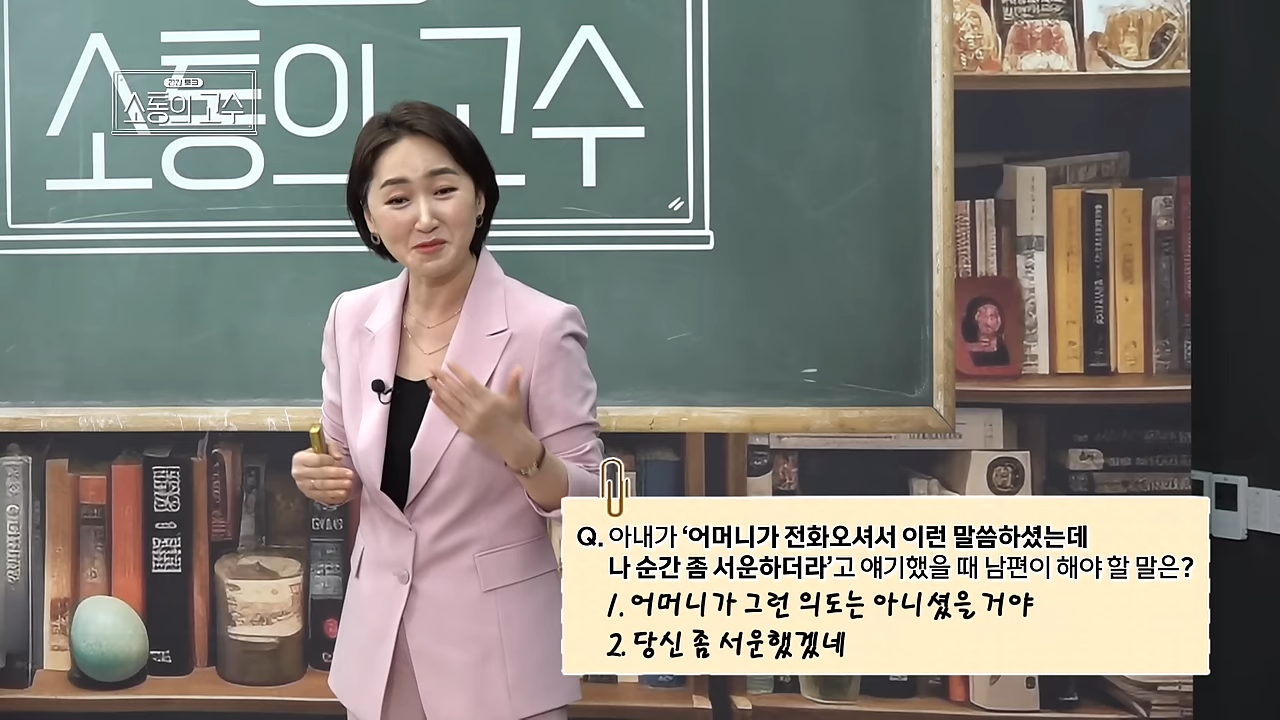 소통의 고수
2021 토크
소통의 고수
Q. 아내가 ‘어머니가 전화오셔서 이런 말씀하셨는데
나 순간 좀 서운하더라’고 얘기했을 때 남편이 해야 할 말은?
1. 어머니가 그런 의도는 아니셨을 거야
2. 당신 좀 서운했겠네